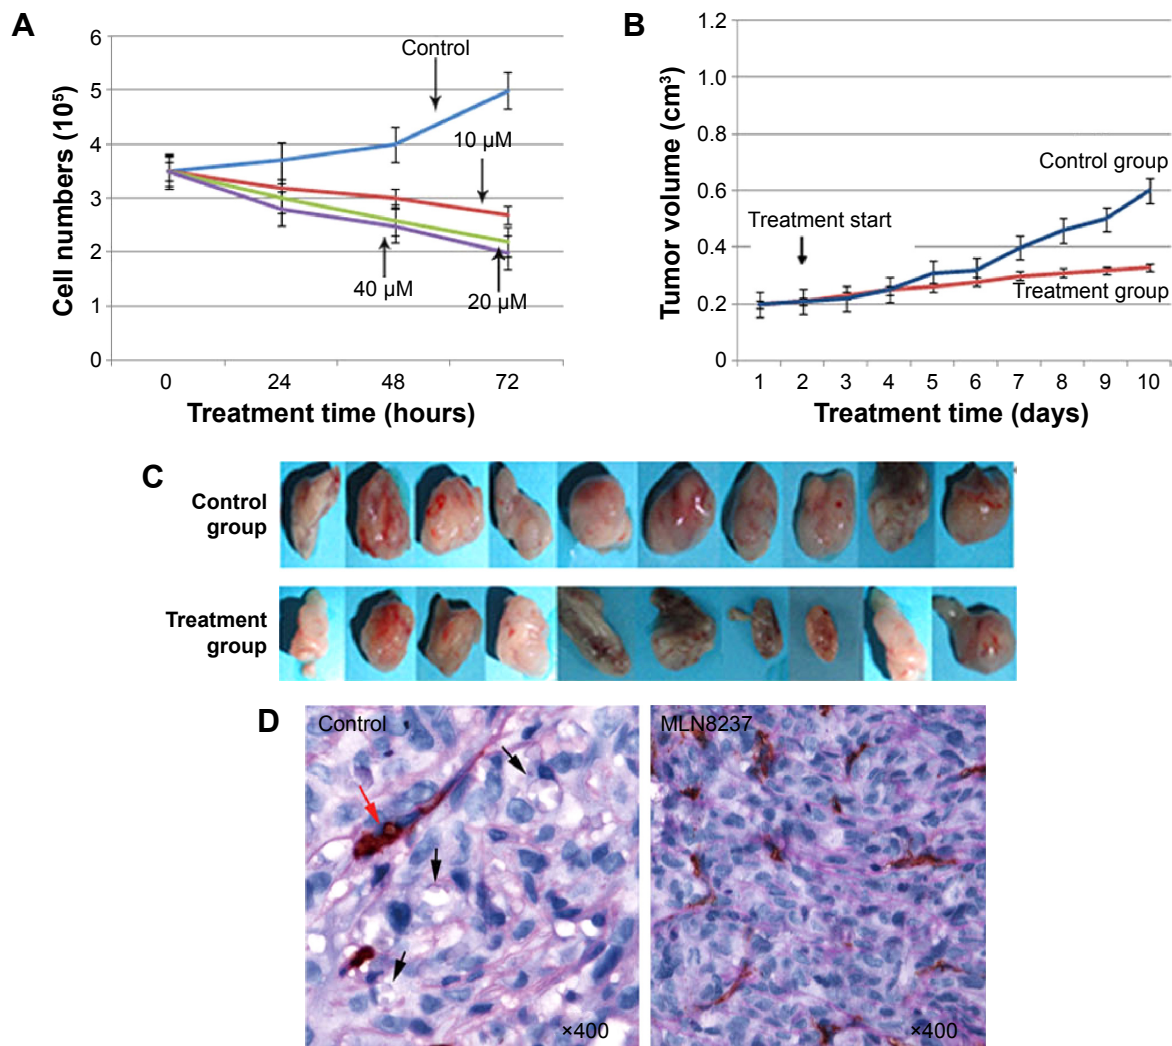 A
Cell numbers (10⁵)
6
5
4
3
2
1
0
Control
10 µM
40 µM
20 µM
0
24
48
72
Treatment time (hours)
B
Tumor volume (cm³)
1.2
1.0
0.8
0.6
0.4
0.2
0
Treatment start
Control group
Treatment group
1
2
3
4
5
6
7
8
9
10
Treatment time (days)
C
Control
group
Treatment
group
D
Control
×400
MLN8237
×400